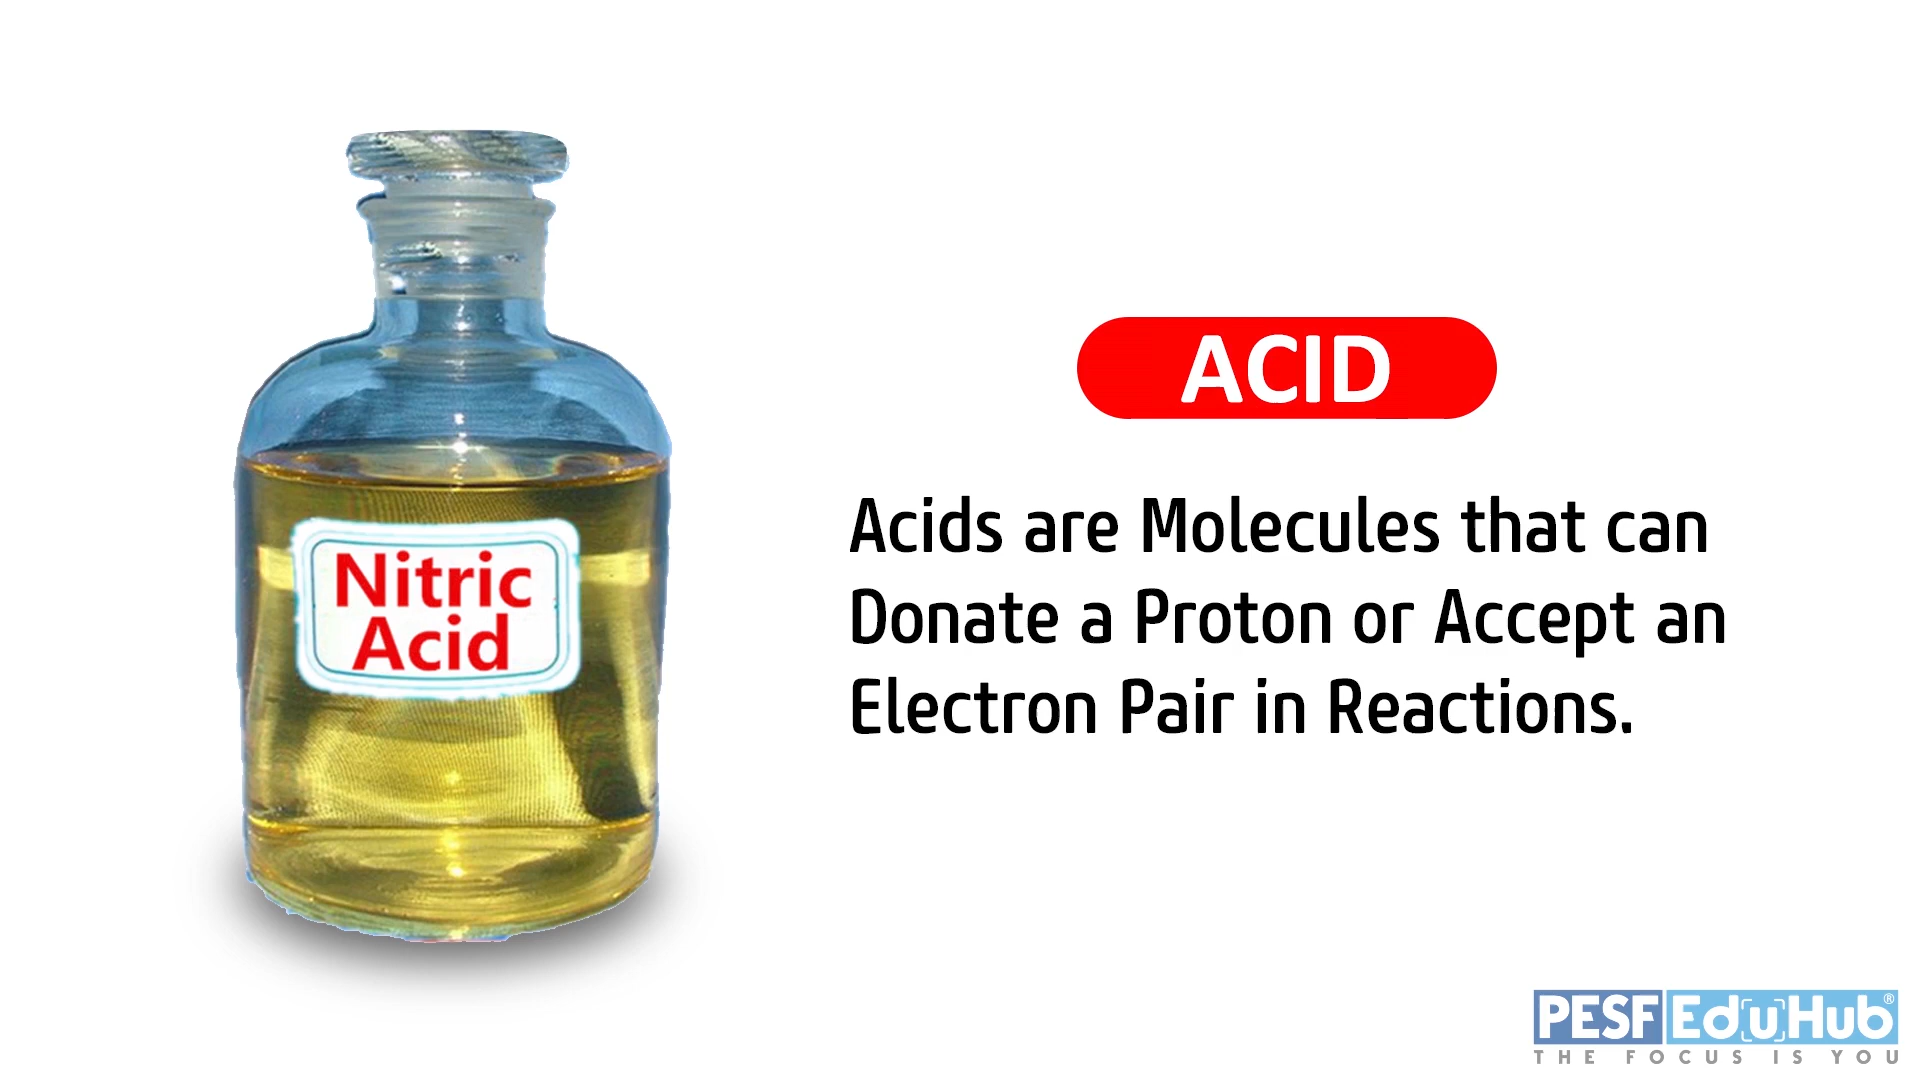 Nitric
Acid
ACID
Acids are Molecules that can
Donate a Proton or Accept an
Electron Pair in Reactions.
PESF EduHub®
THE FOCUS IS YOU